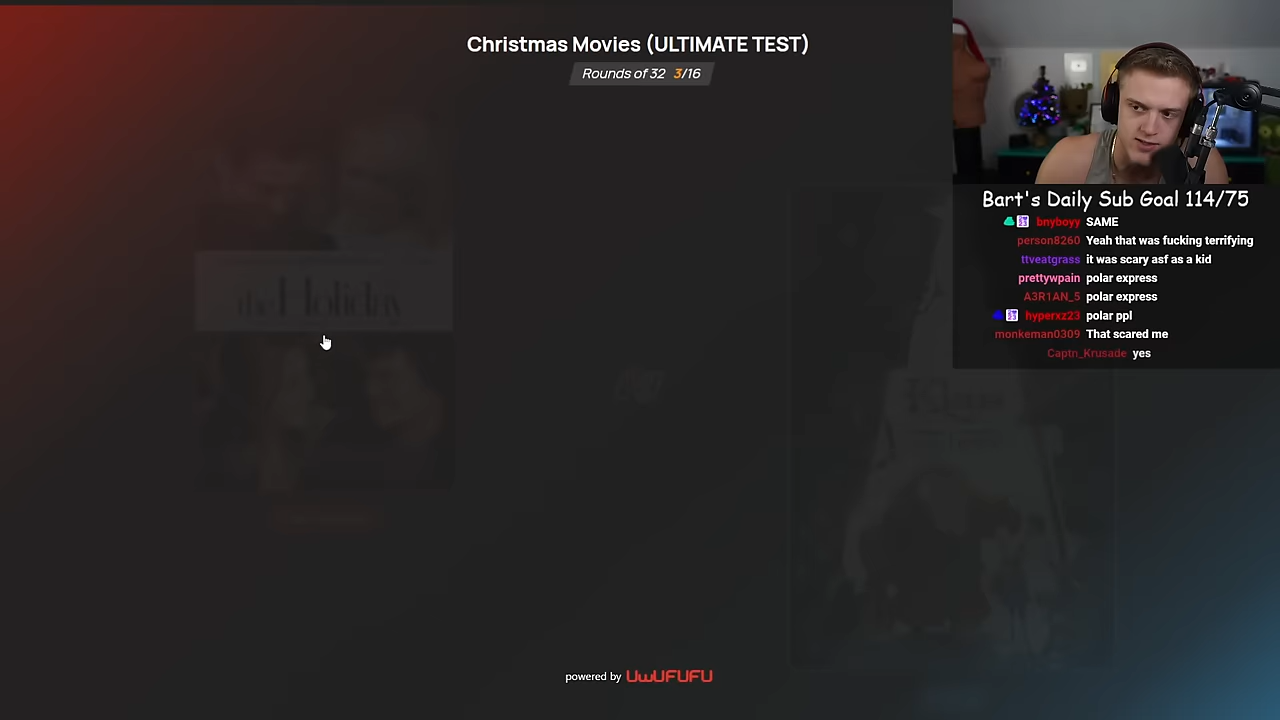 Christmas Movies (ULTIMATE TEST)
Rounds of 32 3/16
the Holiday
powered by UWUFUFU
Bart's Daily Sub Goal 114/75
bnyboyy SAME
person8260 Yeah that was fucking terrifying
ttveatgrass it was scary asf as a kid
prettywpain polar express
A3R1AN_5 polar express
hyperxz23 polar ppl
monkeman0309 That scared me
Captn_Krusade yes